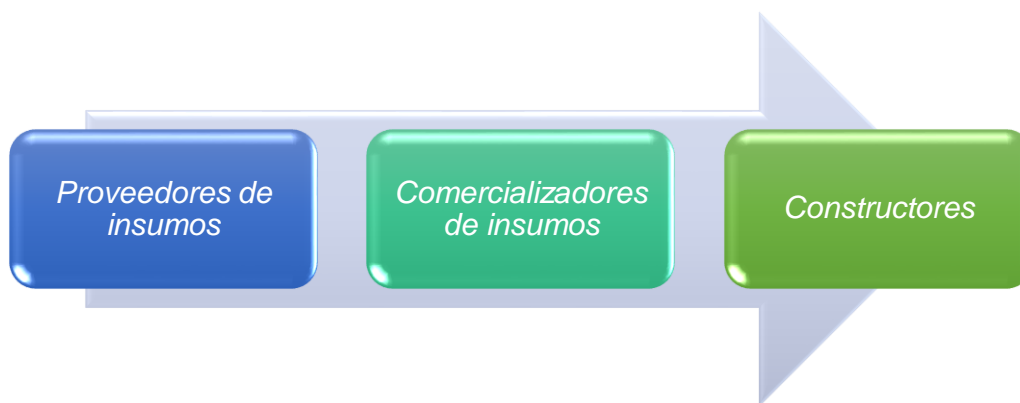 Proveedores de
insumos
Comercializadores
de insumos
Constructores